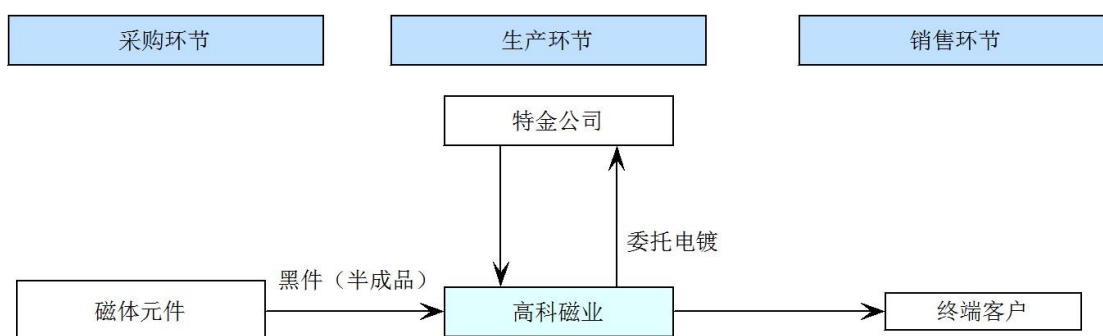 采购环节
生产环节
销售环节
特金公司
委托电镀
黑件（半成品）
磁体元件
高科磁业
终端客户